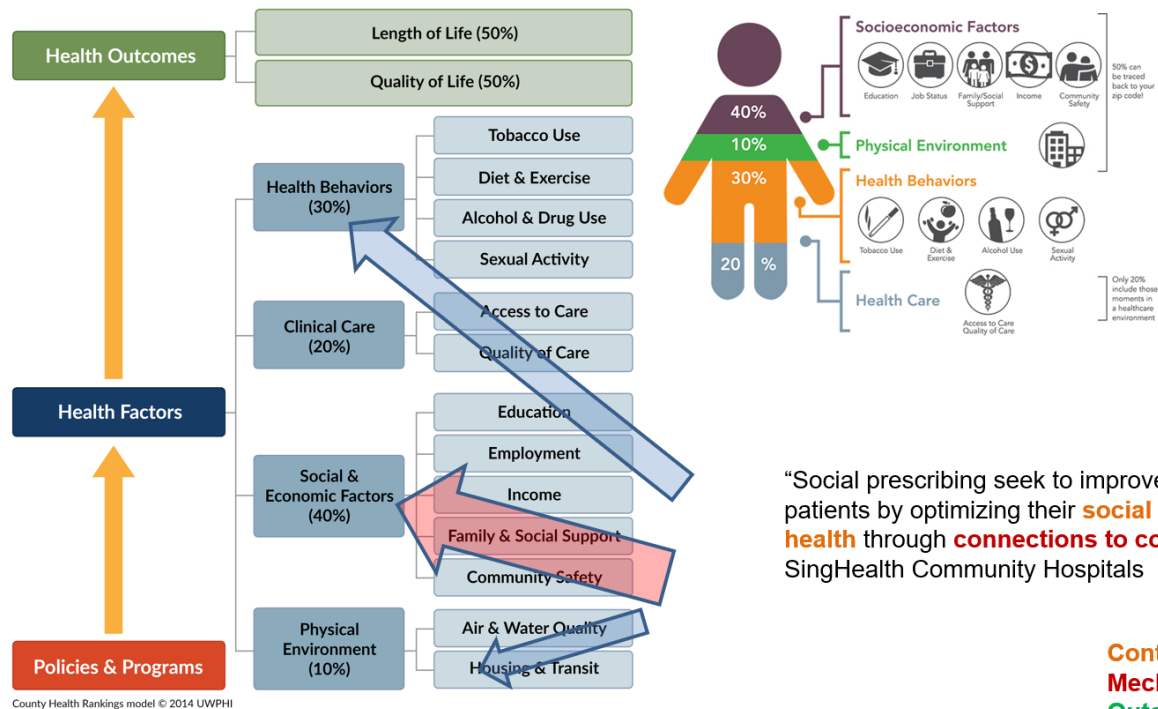 Health Outcomes
Length of Life (50%)
Quality of Life (50%)
Health Behaviors
(30%)
Tobacco Use
Diet & Exercise
Alcohol & Drug Use
Sexual Activity
Clinical Care
(20%)
Access to Care
Quality of Care
Health Factors
Social &
Economic Factors
(40%)
Education
Employment
Income
Family & Social Support
Community Safety
Physical
Environment
(10%)
Air & Water Quality
Housing & Transit
Policies & Programs
County Health Rankings model © 2014 UWPHI
40%
10%
30%
20 %
Socioeconomic Factors
Education
Job Status
Family/Social
Support
Income
Community
Safety
50% can
be traced
back to your
zip code!
Physical Environment
Health Behaviors
Tobacco Use
Diet &
Exercise
Alcohol Use
Sexual
Activity
Health Care
Access to Care
Quality of Care
Only 20%
include those
moments in
a healthcare
environment
“Social prescribing seek to improve
patients by optimizing their social
health through connections to co
SingHealth Community Hospitals
Cont
Mecl